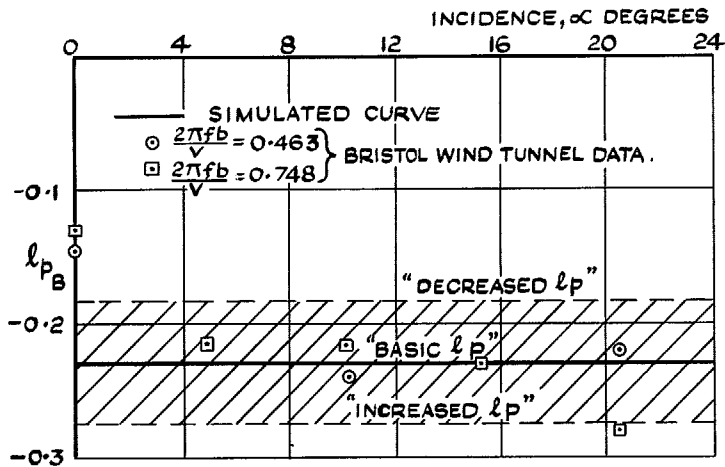 INCIDENCE, ∝ DEGREES
0 4 8 12 16 20 24
SIMULATED CURVE
2πfb/V = 0·463
2πfb/V = 0·748
BRISTOL WIND TUNNEL DATA.
-0·1
ℓpB
"DECREASED ℓp"
-0·2
"BASIC ℓp"
"INCREASED ℓp"
-0·3